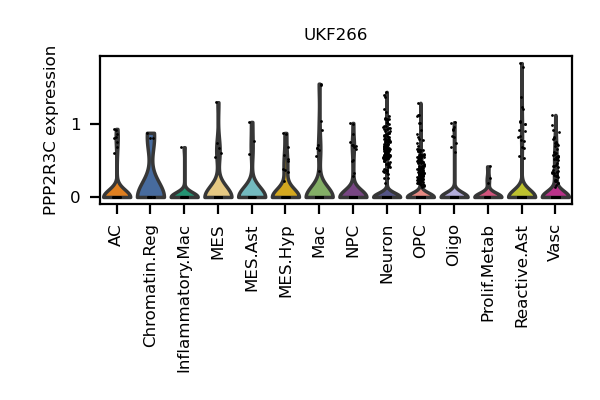 UKF266
PPP2R3C expression
1
0
AC
Chromatin.Reg
Inflammatory.Mac
MES
MES.Ast
MES.Hyp
Mac
NPC
Neuron
OPC
Oligo
Prolif.Metab
Reactive.Ast
Vasc